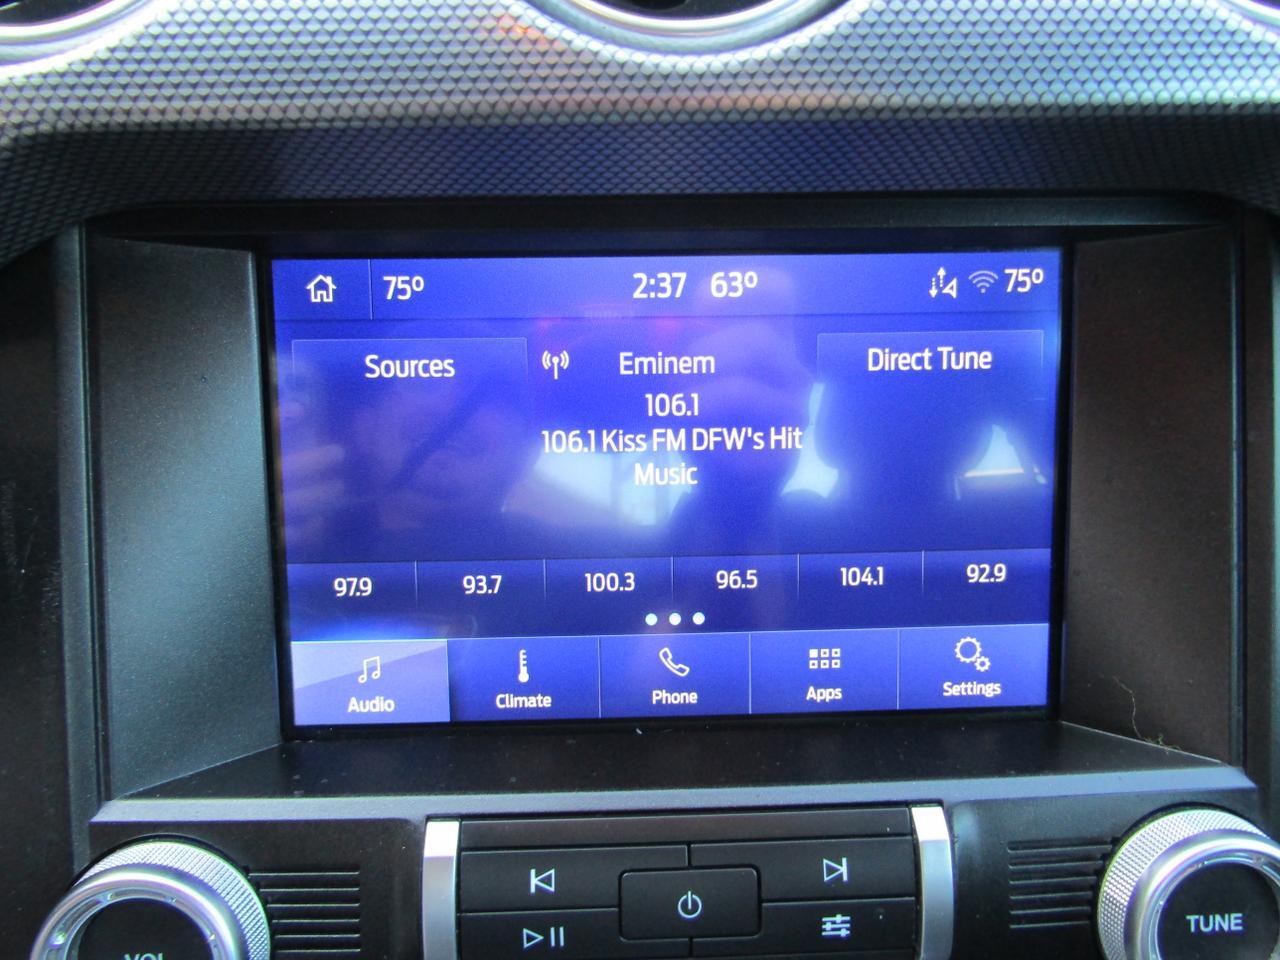 75° 2:37 63° 75°
Sources Eminem Direct Tune
106.1
106.1 Kiss FM DFW's Hit
Music
97.9 93.7 100.3 96.5 104.1 92.9
Audio Climate Phone Apps Settings
VOL TUNE